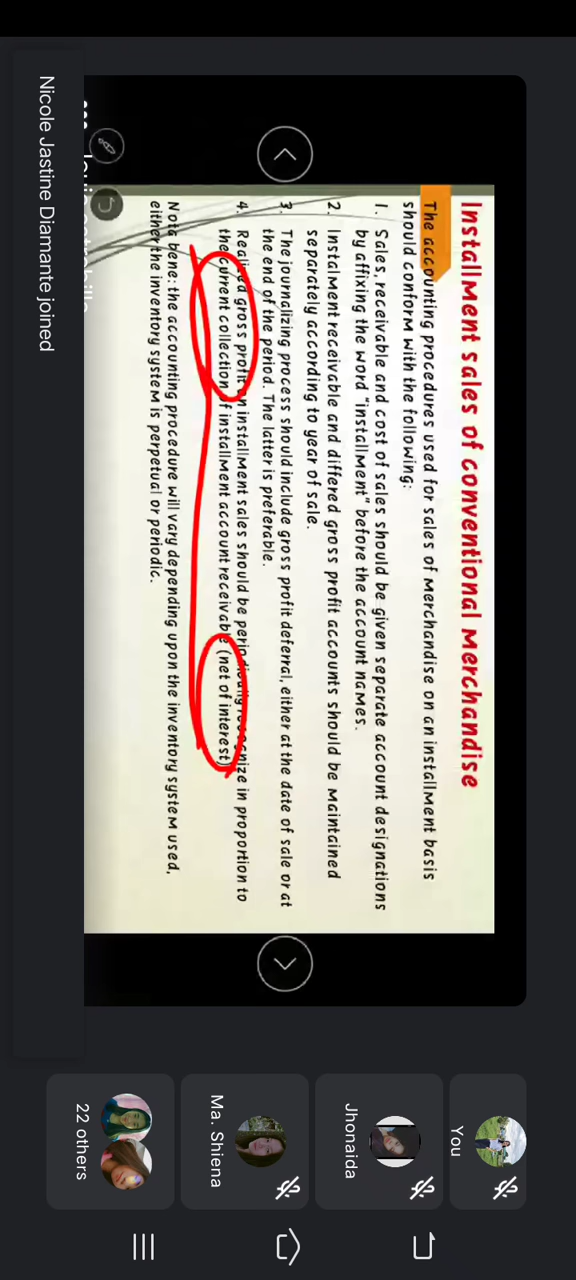 Installment sales of conventional merchandise
The accounting procedures used for sales of merchandise on an installment basis
should conform with the following:
1. Sales, receivable and cost of sales should be given separate account designations
by affixing the word "installment" before the account names.
2. Instalment receivable and differed gross profit accounts should be maintained
separately according to year of sale.
3. The journalizing process should include gross profit deferral, either at the date of sale or at
the end of the period. The latter is preferable.
4. Realized gross profit on installment sales should be periodically recognize in proportion to
the current collection of installment account receivable (net of interest)
Nota bene: the accounting procedure will vary depending upon the inventory system used,
either the inventory system is perpetual or periodic.
Nicole Jastine Diamante joined
You
Jhonaida
Ma. Shiena
22 others